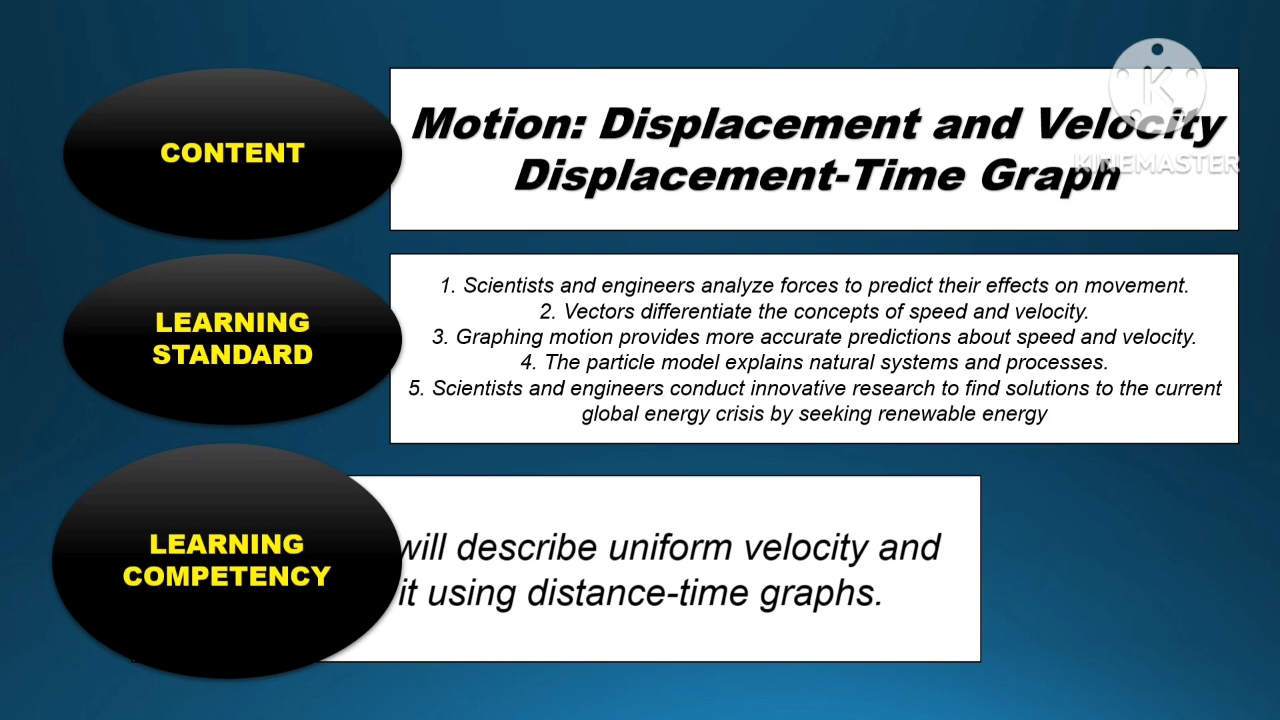 CONTENT
Motion: Displacement and Velocity
Displacement-Time Graph
K
KINEMASTER
LEARNING
STANDARD
1. Scientists and engineers analyze forces to predict their effects on movement.
2. Vectors differentiate the concepts of speed and velocity.
3. Graphing motion provides more accurate predictions about speed and velocity.
4. The particle model explains natural systems and processes.
5. Scientists and engineers conduct innovative research to find solutions to the current
global energy crisis by seeking renewable energy
LEARNING
COMPETENCY
will describe uniform velocity and
it using distance-time graphs.